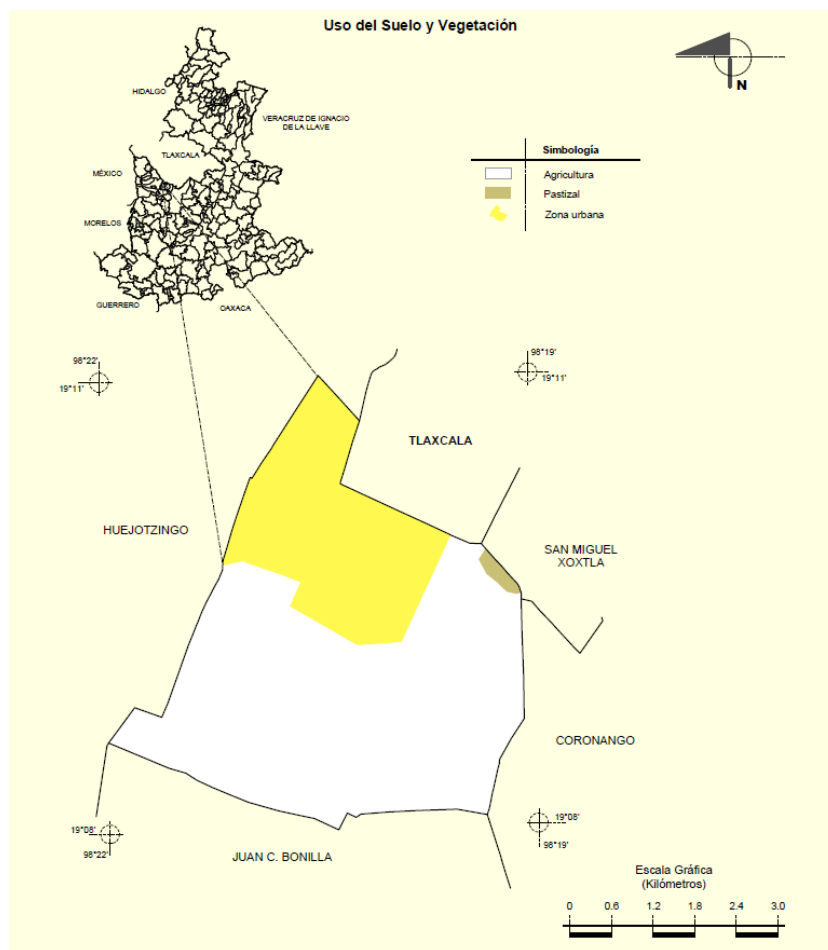 Uso del Suelo y Vegetación
N
HIDALGO
VERACRUZ DE IGNACIO
DE LA LLAVE
TLAXCALA
MÉXICO
MORELOS
GUERRERO
OAXACA
Simbología
Agricultura
Pastizal
Zona urbana
98°22'
19°11'
98°19'
19°11'
TLAXCALA
HUEJOTZINGO
SAN MIGUEL
XOXTLA
CORONANGO
19°08'
98°22'
19°08'
98°19'
JUAN C. BONILLA
Escala Gráfica
(Kilómetros)
0 0.6 1.2 1.8 2.4 3.0